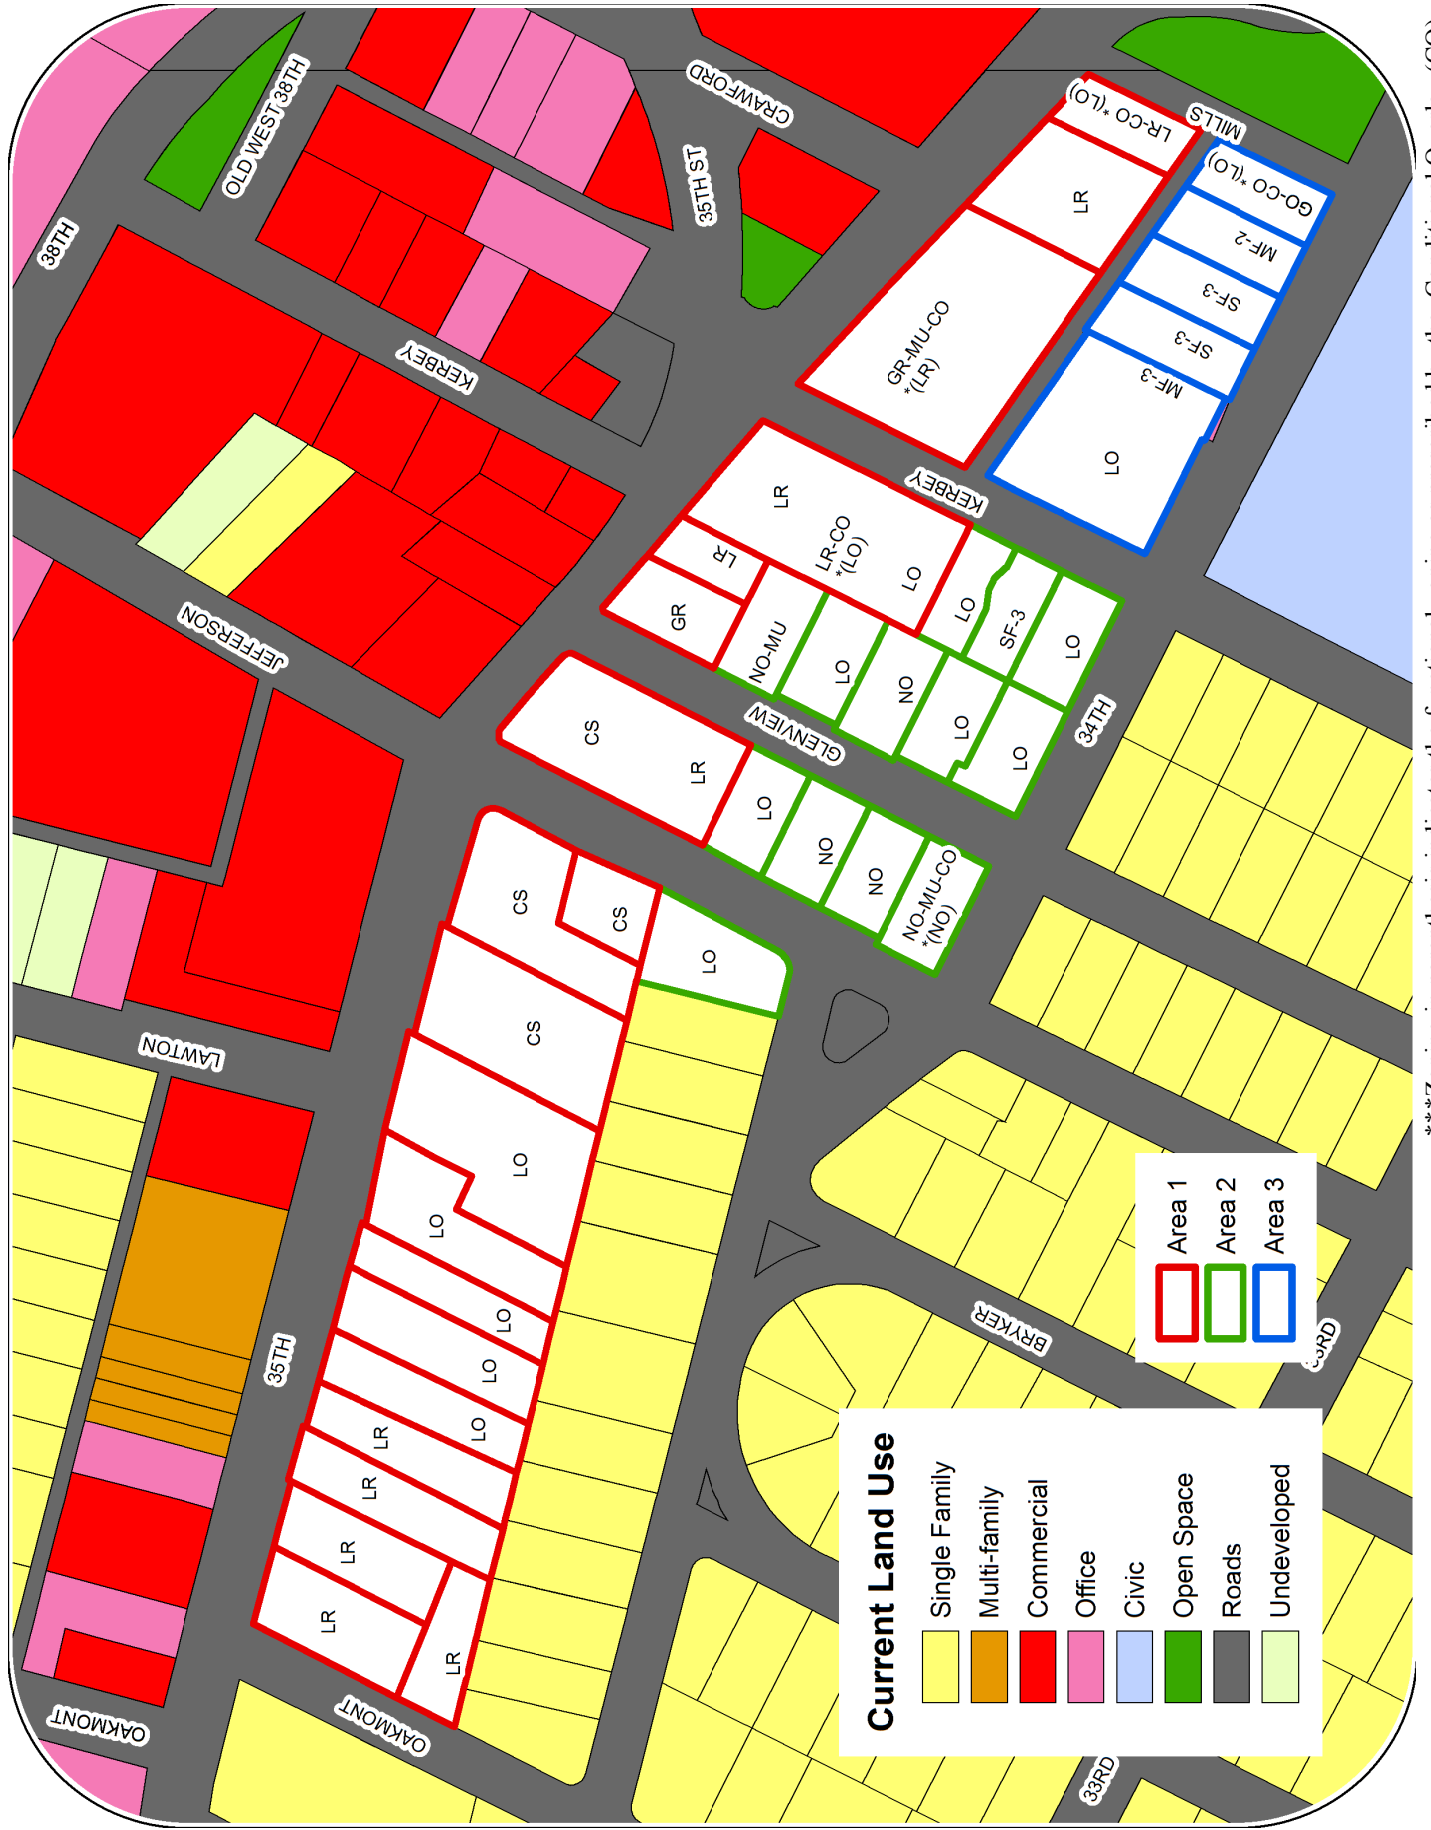 38TH
OLD WEST 38TH
CRAWFORD
35TH ST
MILLS
KERBEY
JEFFERSON
LAWTON
35TH
OAKMONT
OAKMONT
KERBEY
GLENVIEW
34TH
BRYKER
33RD
LR-CO *(LO)
LR
GR-MU-CO
*(LR)
GO-CO *(LO)
MF-2
SF-3
SF-3
MF-3
LO
LR
LR-CO
*(LO)
LO
LR
GR
NO-MU
LO
NO
LO
LO
LO
SF-3
LO
CS
LR
LO
NO
NO
NO-MU-CO
*(NO)
CS
CS
LO
CS
LO
LO
LO
LO
LO
LR
LR
LR
LR
LR
Area 1
Area 2
Area 3
Current Land Use
Single Family
Multi-family
Commercial
Office
Civic
Open Space
Roads
Undeveloped
33RD